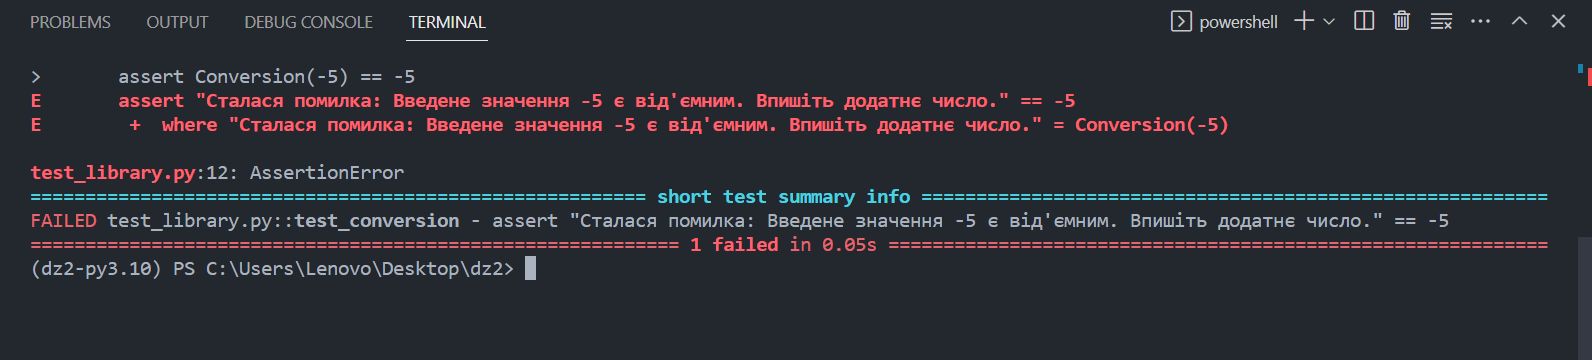 PROBLEMS OUTPUT DEBUG CONSOLE TERMINAL powershell
> assert Conversion(-5) == -5
E assert "Сталася помилка: Введене значення -5 є від'ємним. Впишіть додатнє число." == -5
E + where "Сталася помилка: Введене значення -5 є від'ємним. Впишіть додатнє число." = Conversion(-5)
test_library.py:12: AssertionError
======================================================== short test summary info =========================================================
FAILED test_library.py::test_conversion - assert "Сталася помилка: Введене значення -5 є від'ємним. Впишіть додатнє число." == -5
=========================================================== 1 failed in 0.05s ============================================================
(dz2-py3.10) PS C:\Users\Lenovo\Desktop\dz2>